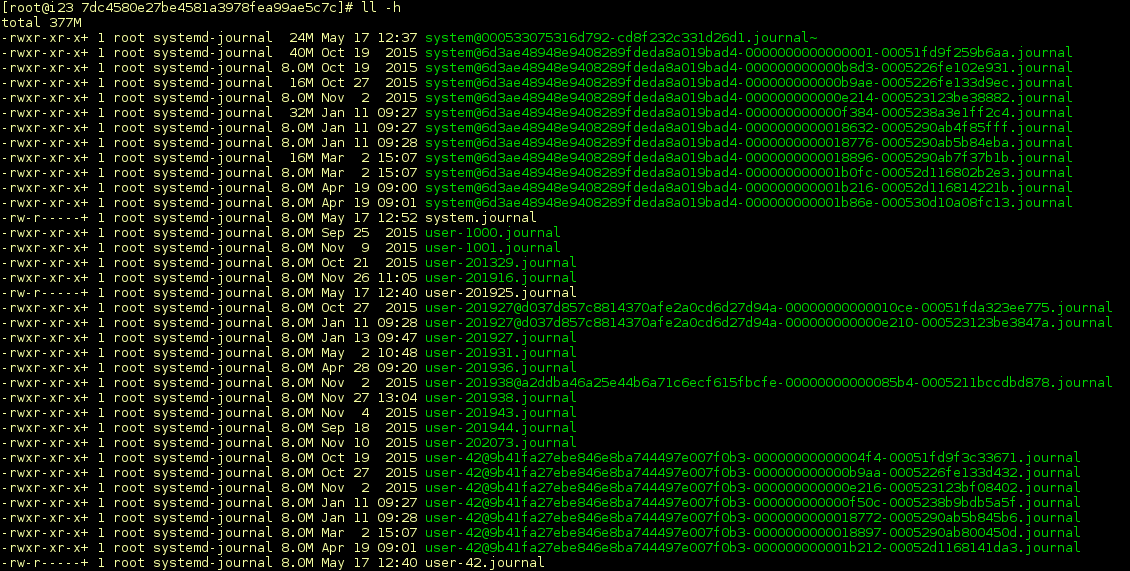 [root@i23 7dc4580e27be4581a3978fea99ae5c7c]# ll -h
total 377M
-rwxr-xr-x+ 1 root systemd-journal  24M May 17 12:37 system@000533075316d792-cd8f232c331d26d1.journal~
-rwxr-xr-x+ 1 root systemd-journal  40M Oct 19  2015 system@6d3ae48948e9408289fdeda8a019bad4-0000000000000001-00051fd9f259b6aa.journal
-rwxr-xr-x+ 1 root systemd-journal 8.0M Oct 19  2015 system@6d3ae48948e9408289fdeda8a019bad4-000000000000b8d3-0005226fe102e931.journal
-rwxr-xr-x+ 1 root systemd-journal  16M Oct 27  2015 system@6d3ae48948e9408289fdeda8a019bad4-000000000000b9ae-0005226fe133d9ec.journal
-rwxr-xr-x+ 1 root systemd-journal 8.0M Nov  2  2015 system@6d3ae48948e9408289fdeda8a019bad4-000000000000e214-000523123be38882.journal
-rwxr-xr-x+ 1 root systemd-journal  32M Jan 11 09:27 system@6d3ae48948e9408289fdeda8a019bad4-000000000000f384-0005238a3e1ff2c4.journal
-rwxr-xr-x+ 1 root systemd-journal 8.0M Jan 11 09:27 system@6d3ae48948e9408289fdeda8a019bad4-0000000000018632-0005290ab4f85fff.journal
-rwxr-xr-x+ 1 root systemd-journal 8.0M Jan 11 09:28 system@6d3ae48948e9408289fdeda8a019bad4-0000000000018776-0005290ab5b84eba.journal
-rwxr-xr-x+ 1 root systemd-journal  16M Mar  2 15:07 system@6d3ae48948e9408289fdeda8a019bad4-0000000000018896-0005290ab7f37b1b.journal
-rwxr-xr-x+ 1 root systemd-journal 8.0M Mar  2 15:07 system@6d3ae48948e9408289fdeda8a019bad4-000000000001b0fc-00052d116802b2e3.journal
-rwxr-xr-x+ 1 root systemd-journal 8.0M Apr 19 09:00 system@6d3ae48948e9408289fdeda8a019bad4-000000000001b216-00052d116814221b.journal
-rwxr-xr-x+ 1 root systemd-journal 8.0M Apr 19 09:01 system@6d3ae48948e9408289fdeda8a019bad4-000000000001b86e-000530d10a08fc13.journal
-rw-r-----+ 1 root systemd-journal 8.0M May 17 12:52 system.journal
-rwxr-xr-x+ 1 root systemd-journal 8.0M Sep 25  2015 user-1000.journal
-rwxr-xr-x+ 1 root systemd-journal 8.0M Nov  9  2015 user-1001.journal
-rwxr-xr-x+ 1 root systemd-journal 8.0M Oct 21  2015 user-201329.journal
-rwxr-xr-x+ 1 root systemd-journal 8.0M Nov 26 11:05 user-201916.journal
-rw-r-----+ 1 root systemd-journal 8.0M May 17 12:40 user-201925.journal
-rwxr-xr-x+ 1 root systemd-journal 8.0M Oct 27  2015 user-201927@d037d857c8814370afe2a0cd6d27d94a-00000000000010ce-00051fda323ee775.journal
-rwxr-xr-x+ 1 root systemd-journal 8.0M Jan 11 09:28 user-201927@d037d857c8814370afe2a0cd6d27d94a-000000000000e210-000523123be3847a.journal
-rwxr-xr-x+ 1 root systemd-journal 8.0M Jan 13 09:47 user-201927.journal
-rwxr-xr-x+ 1 root systemd-journal 8.0M May  2 10:48 user-201931.journal
-rwxr-xr-x+ 1 root systemd-journal 8.0M Apr 28 09:20 user-201936.journal
-rwxr-xr-x+ 1 root systemd-journal 8.0M Nov  2  2015 user-201938@a2ddba46a25e44b6a71c6ecf615fbcfe-00000000000085b4-0005211bccdbd878.journal
-rwxr-xr-x+ 1 root systemd-journal 8.0M Nov 27 13:04 user-201938.journal
-rwxr-xr-x+ 1 root systemd-journal 8.0M Nov  4  2015 user-201943.journal
-rwxr-xr-x+ 1 root systemd-journal 8.0M Sep 18  2015 user-201944.journal
-rwxr-xr-x+ 1 root systemd-journal 8.0M Nov 10  2015 user-202073.journal
-rwxr-xr-x+ 1 root systemd-journal 8.0M Oct 19  2015 user-42@9b41fa27ebe846e8ba744497e007f0b3-00000000000004f4-00051fd9f3c33671.journal
-rwxr-xr-x+ 1 root systemd-journal 8.0M Oct 27  2015 user-42@9b41fa27ebe846e8ba744497e007f0b3-000000000000b9aa-0005226fe133d432.journal
-rwxr-xr-x+ 1 root systemd-journal 8.0M Nov  2  2015 user-42@9b41fa27ebe846e8ba744497e007f0b3-000000000000e216-000523123bf08402.journal
-rwxr-xr-x+ 1 root systemd-journal 8.0M Jan 11 09:27 user-42@9b41fa27ebe846e8ba744497e007f0b3-000000000000f50c-0005238b9bdb5a5f.journal
-rwxr-xr-x+ 1 root systemd-journal 8.0M Jan 11 09:28 user-42@9b41fa27ebe846e8ba744497e007f0b3-0000000000018772-0005290ab5b845b6.journal
-rwxr-xr-x+ 1 root systemd-journal 8.0M Mar  2 15:07 user-42@9b41fa27ebe846e8ba744497e007f0b3-0000000000018897-0005290ab800450d.journal
-rwxr-xr-x+ 1 root systemd-journal 8.0M Apr 19 09:01 user-42@9b41fa27ebe846e8ba744497e007f0b3-000000000001b212-00052d1168141da3.journal
-rw-r-----+ 1 root systemd-journal 8.0M May 17 12:40 user-42.journal